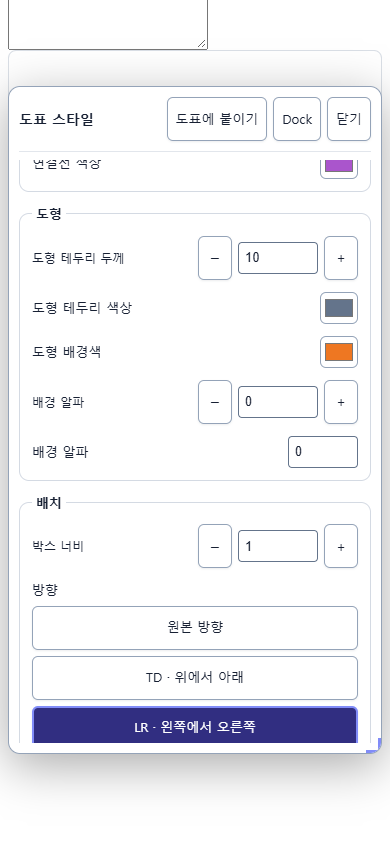 도표 스타일 도표에 붙이기 Dock 닫기
연결선 색상
도형
도형 테두리 두께 − 10 +
도형 테두리 색상
도형 배경색
배경 알파 − 0 +
배경 알파 0
배치
박스 너비 − 1 +
방향
원본 방향
TD · 위에서 아래
LR · 왼쪽에서 오른쪽